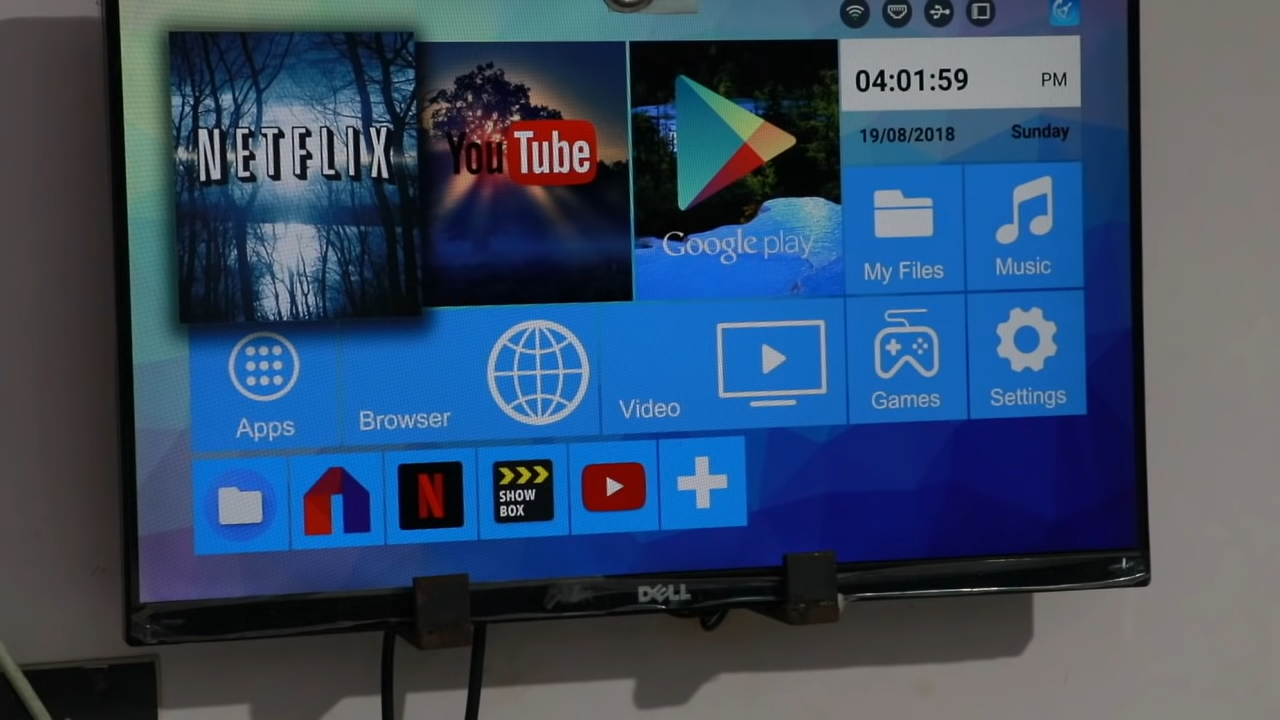 NETFLIX
YouTube
Google play
04:01:59 PM
19/08/2018 Sunday
My Files
Music
Apps
Browser
Video
Games
Settings
N
SHOW
BOX
DELL